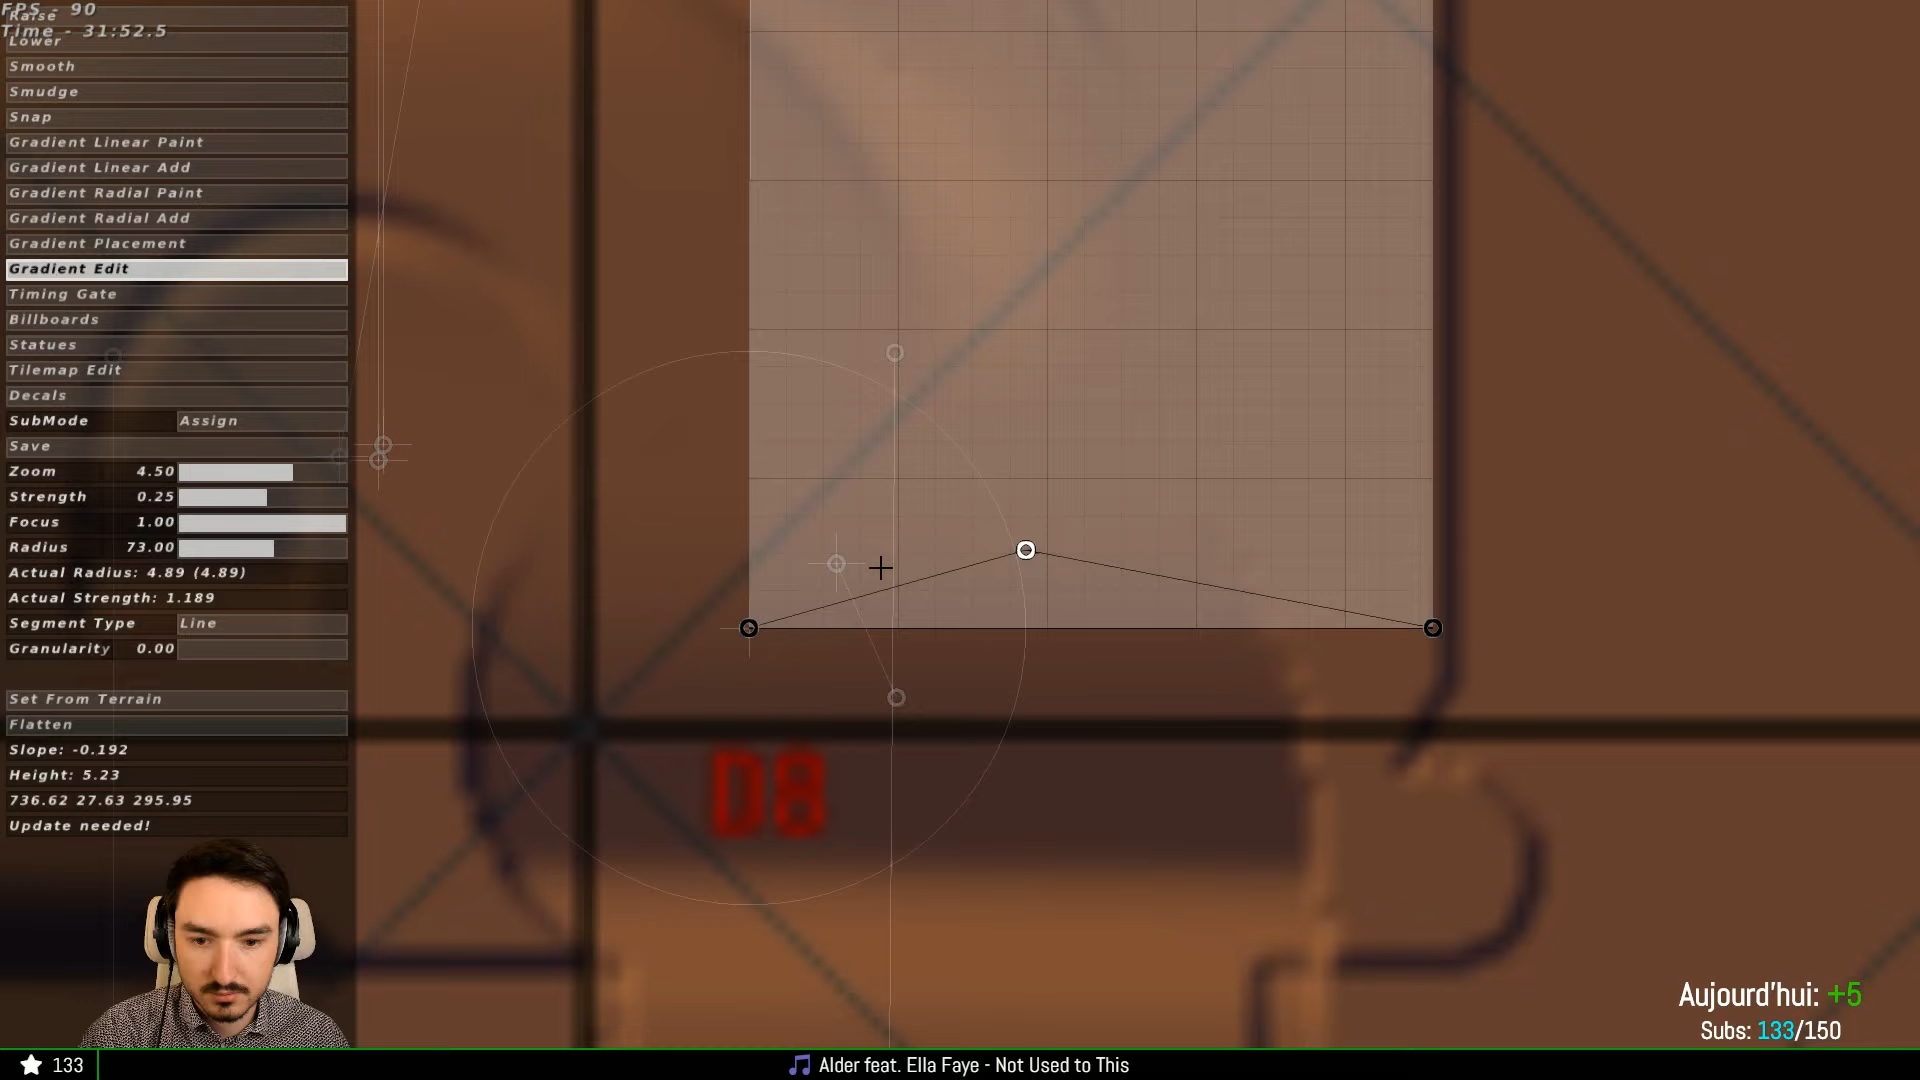 FPS - 90
Raise
Time - 31:52.5
Lower
Smooth
Smudge
Snap
Gradient Linear Paint
Gradient Linear Add
Gradient Radial Paint
Gradient Radial Add
Gradient Placement
Gradient Edit
Timing Gate
Billboards
Statues
Tilemap Edit
Decals
SubMode Assign
Save
Zoom 4.50
Strength 0.25
Focus 1.00
Radius 73.00
Actual Radius: 4.89 (4.89)
Actual Strength: 1.189
Segment Type Line
Granularity 0.00
Set From Terrain
Flatten
Slope: -0.192
Height: 5.23
736.62 27.63 295.95
Update needed!
D8
Aujourd'hui: +5
Subs: 133/150
133
Alder feat. Ella Faye - Not Used to This